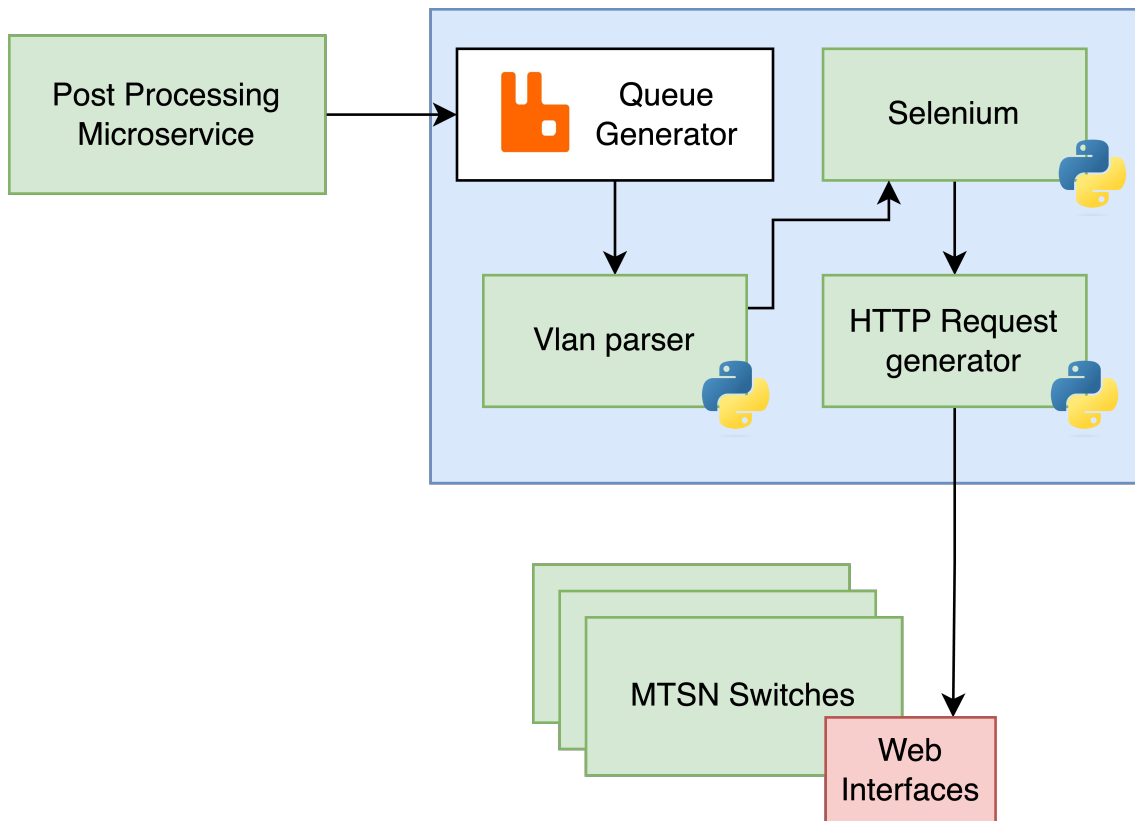 Post Processing
Microservice
Queue
Generator
Selenium
Vlan parser
HTTP Request
generator
MTSN Switches
Web
Interfaces